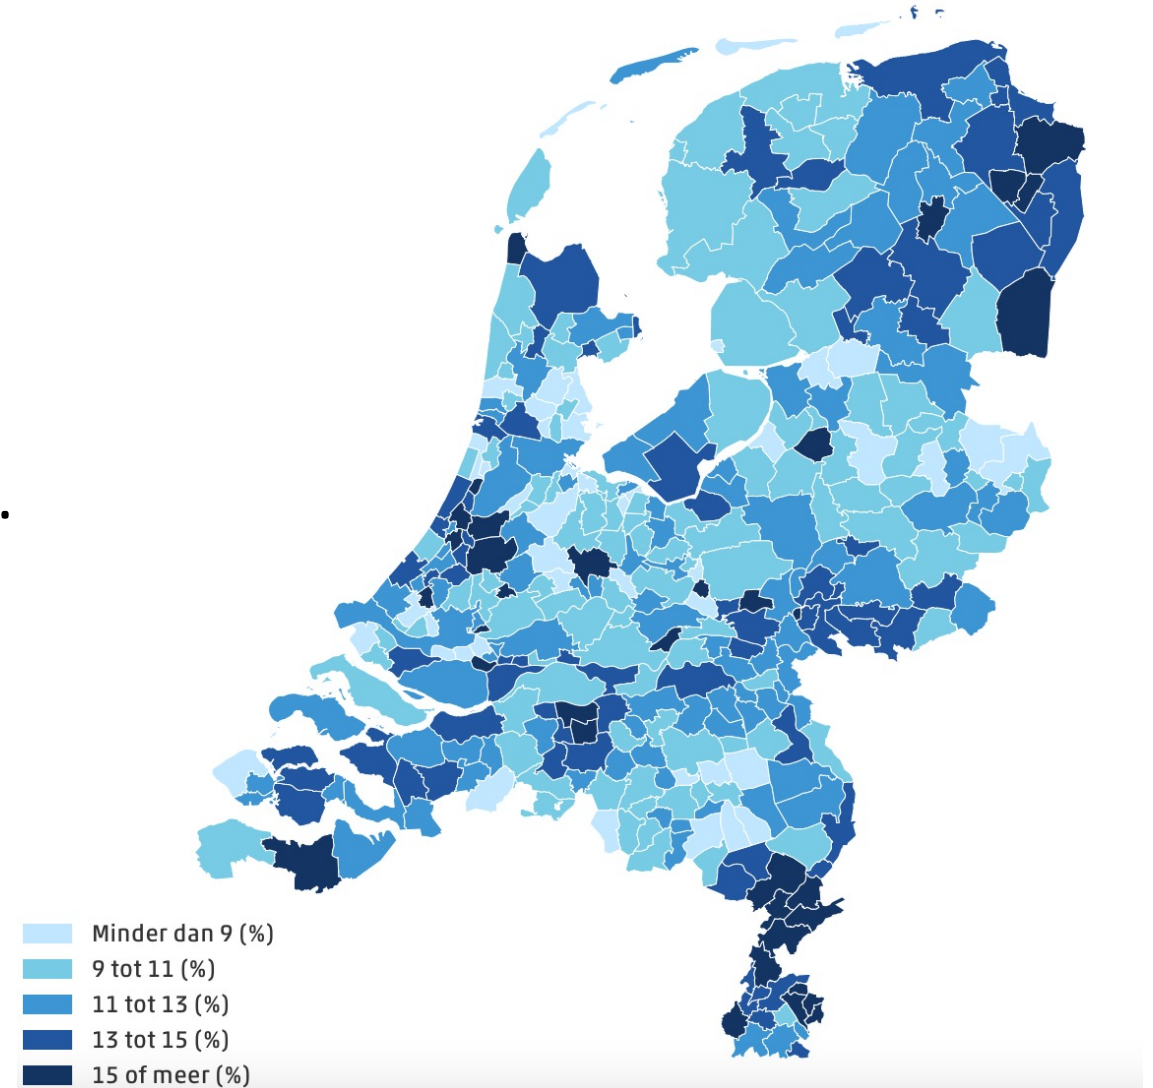 Minder dan 9 (%)
9 tot 11 (%)
11 tot 13 (%)
13 tot 15 (%)
15 of meer (%)